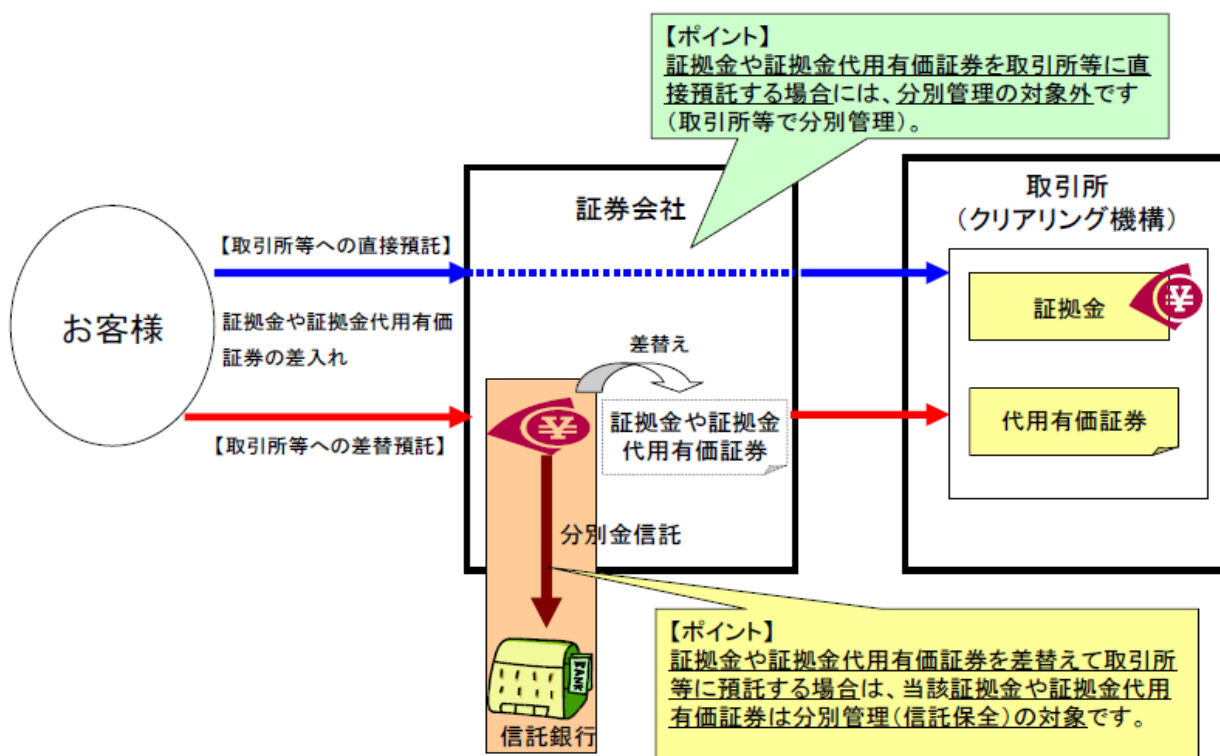 【ポイント】
証拠金や証拠金代用有価証券を取引所等に直
接預託する場合には、分別管理の対象外です
(取引所等で分別管理)。
証券会社
取引所
(クリアリング機構)
【取引所等への直接預託】
証拠金
¥
お客様
証拠金や証拠金代用有価
証券の差入れ
差替え
¥
証拠金や証拠金
代用有価証券
代用有価証券
【取引所等への差替預託】
分別金信託
BANK
信託銀行
【ポイント】
証拠金や証拠金代用有価証券を差替えて取引所
等に預託する場合は、当該証拠金や証拠金代用
有価証券は分別管理(信託保全)の対象です。